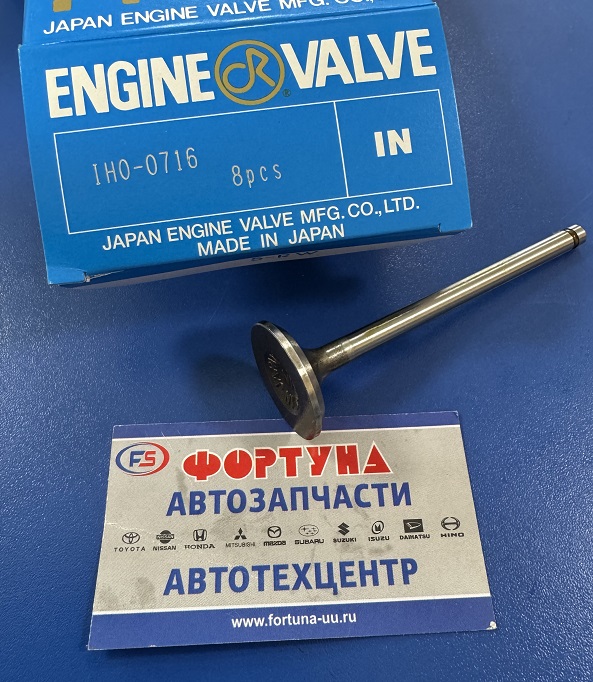 JAPAN ENGINE VALVE MFG. CO.,
ENGINE VALVE
IHO-0716 8pcs
IN
JAPAN ENGINE VALVE MFG. CO., LTD.
MADE IN JAPAN
FS ФОРТУНА
АВТОЗАПЧАСТИ
TOYOTA NISSAN HONDA MITSUBISHI mazda SUBARU SUZUKI ISUZU DAIHATSU HINO
АВТОТЕХЦЕНТР
www.fortuna-uu.ru